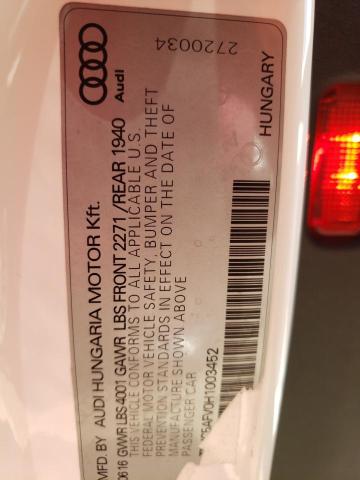 MFD. BY AUDI HUNGARIA MOTOR Kft.
0616 GVWR LBS 4001 GAWR LBS FRONT 2271/REAR 1940
THIS VEHICLE CONFORMS TO ALL APPLICABLE U.S.
FEDERAL MOTOR VEHICLE SAFETY, BUMPER AND THEFT
PREVENTION STANDARDS IN EFFECT ON THE DATE OF
MANUFACTURE SHOWN ABOVE
PASSENGER CAR
Audi
2720034
HUNGARY
5AFV0H1003452